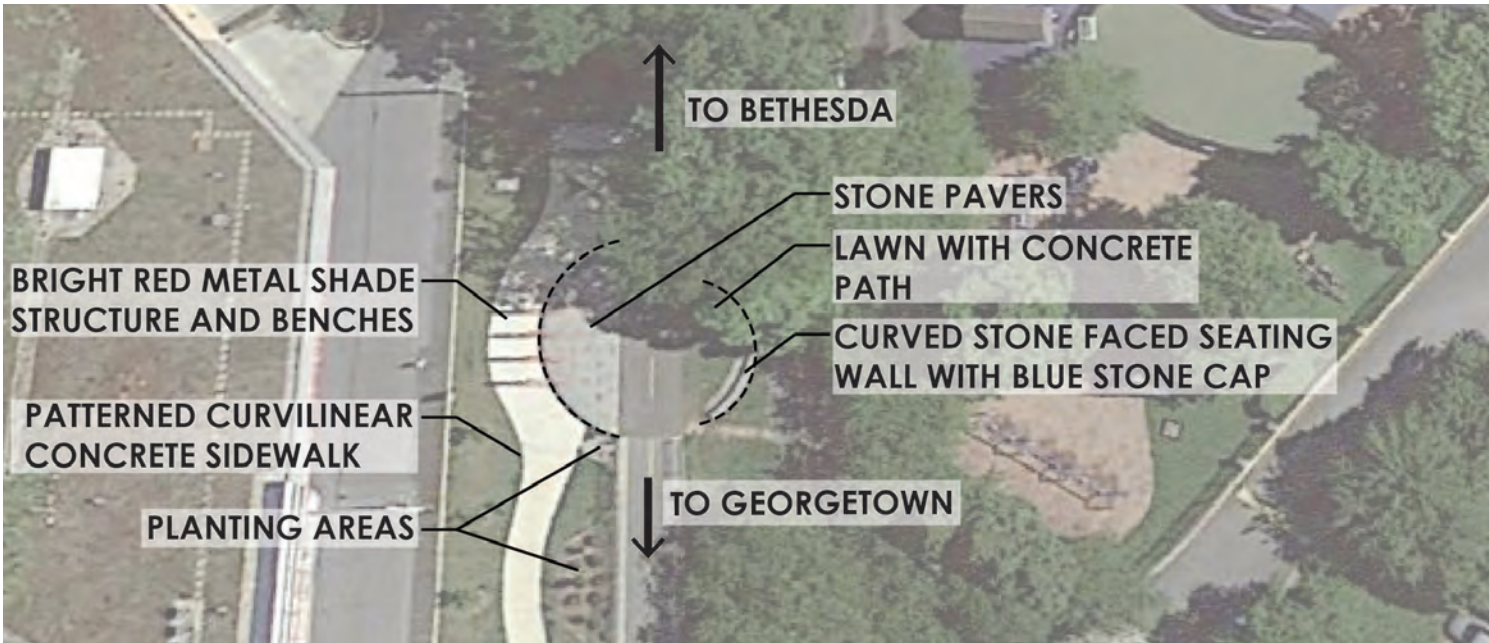 TO BETHESDA
STONE PAVERS
LAWN WITH CONCRETE
PATH
BRIGHT RED METAL SHADE
STRUCTURE AND BENCHES
CURVED STONE FACED SEATING
WALL WITH BLUE STONE CAP
PATTERNED CURVILINEAR
CONCRETE SIDEWALK
TO GEORGETOWN
PLANTING AREAS